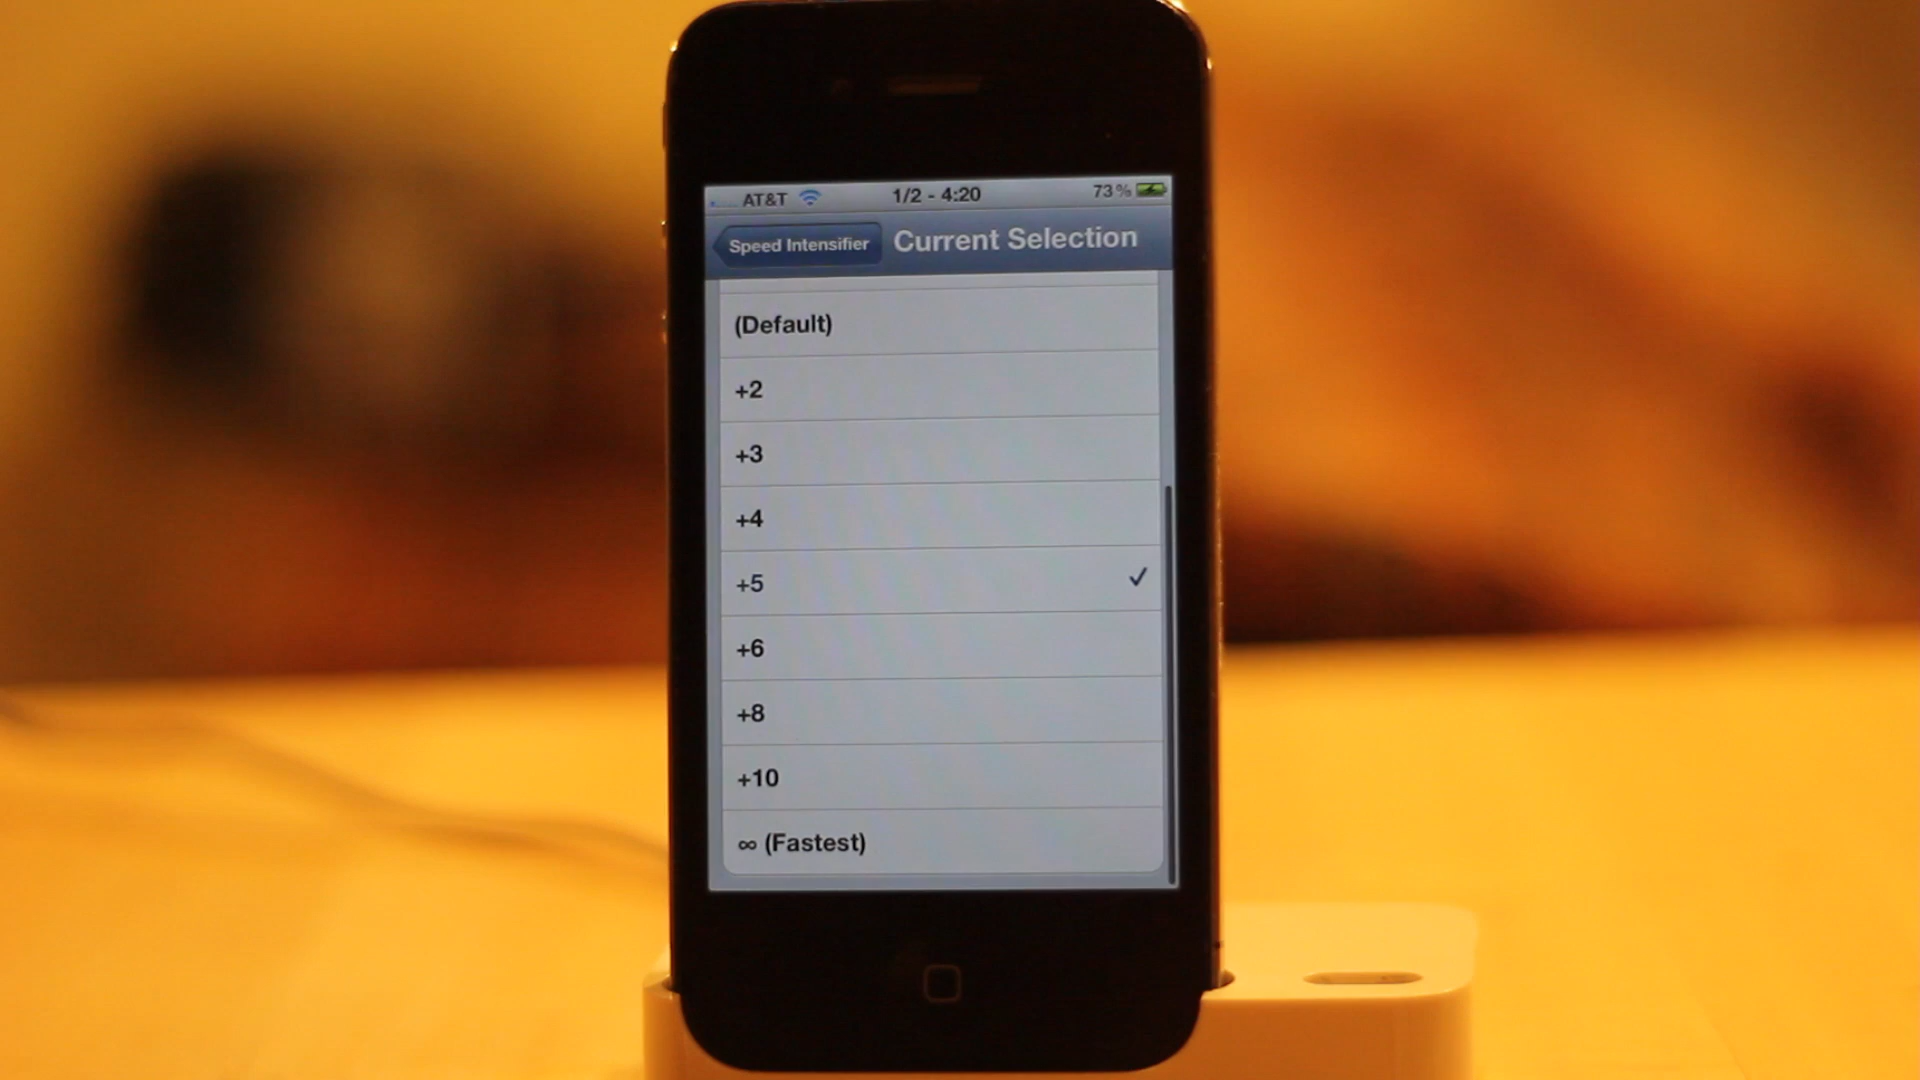 AT&T 1/2 - 4:20 73%
Speed Intensifier Current Selection
(Default)
+2
+3
+4
+5
+6
+8
+10
∞ (Fastest)